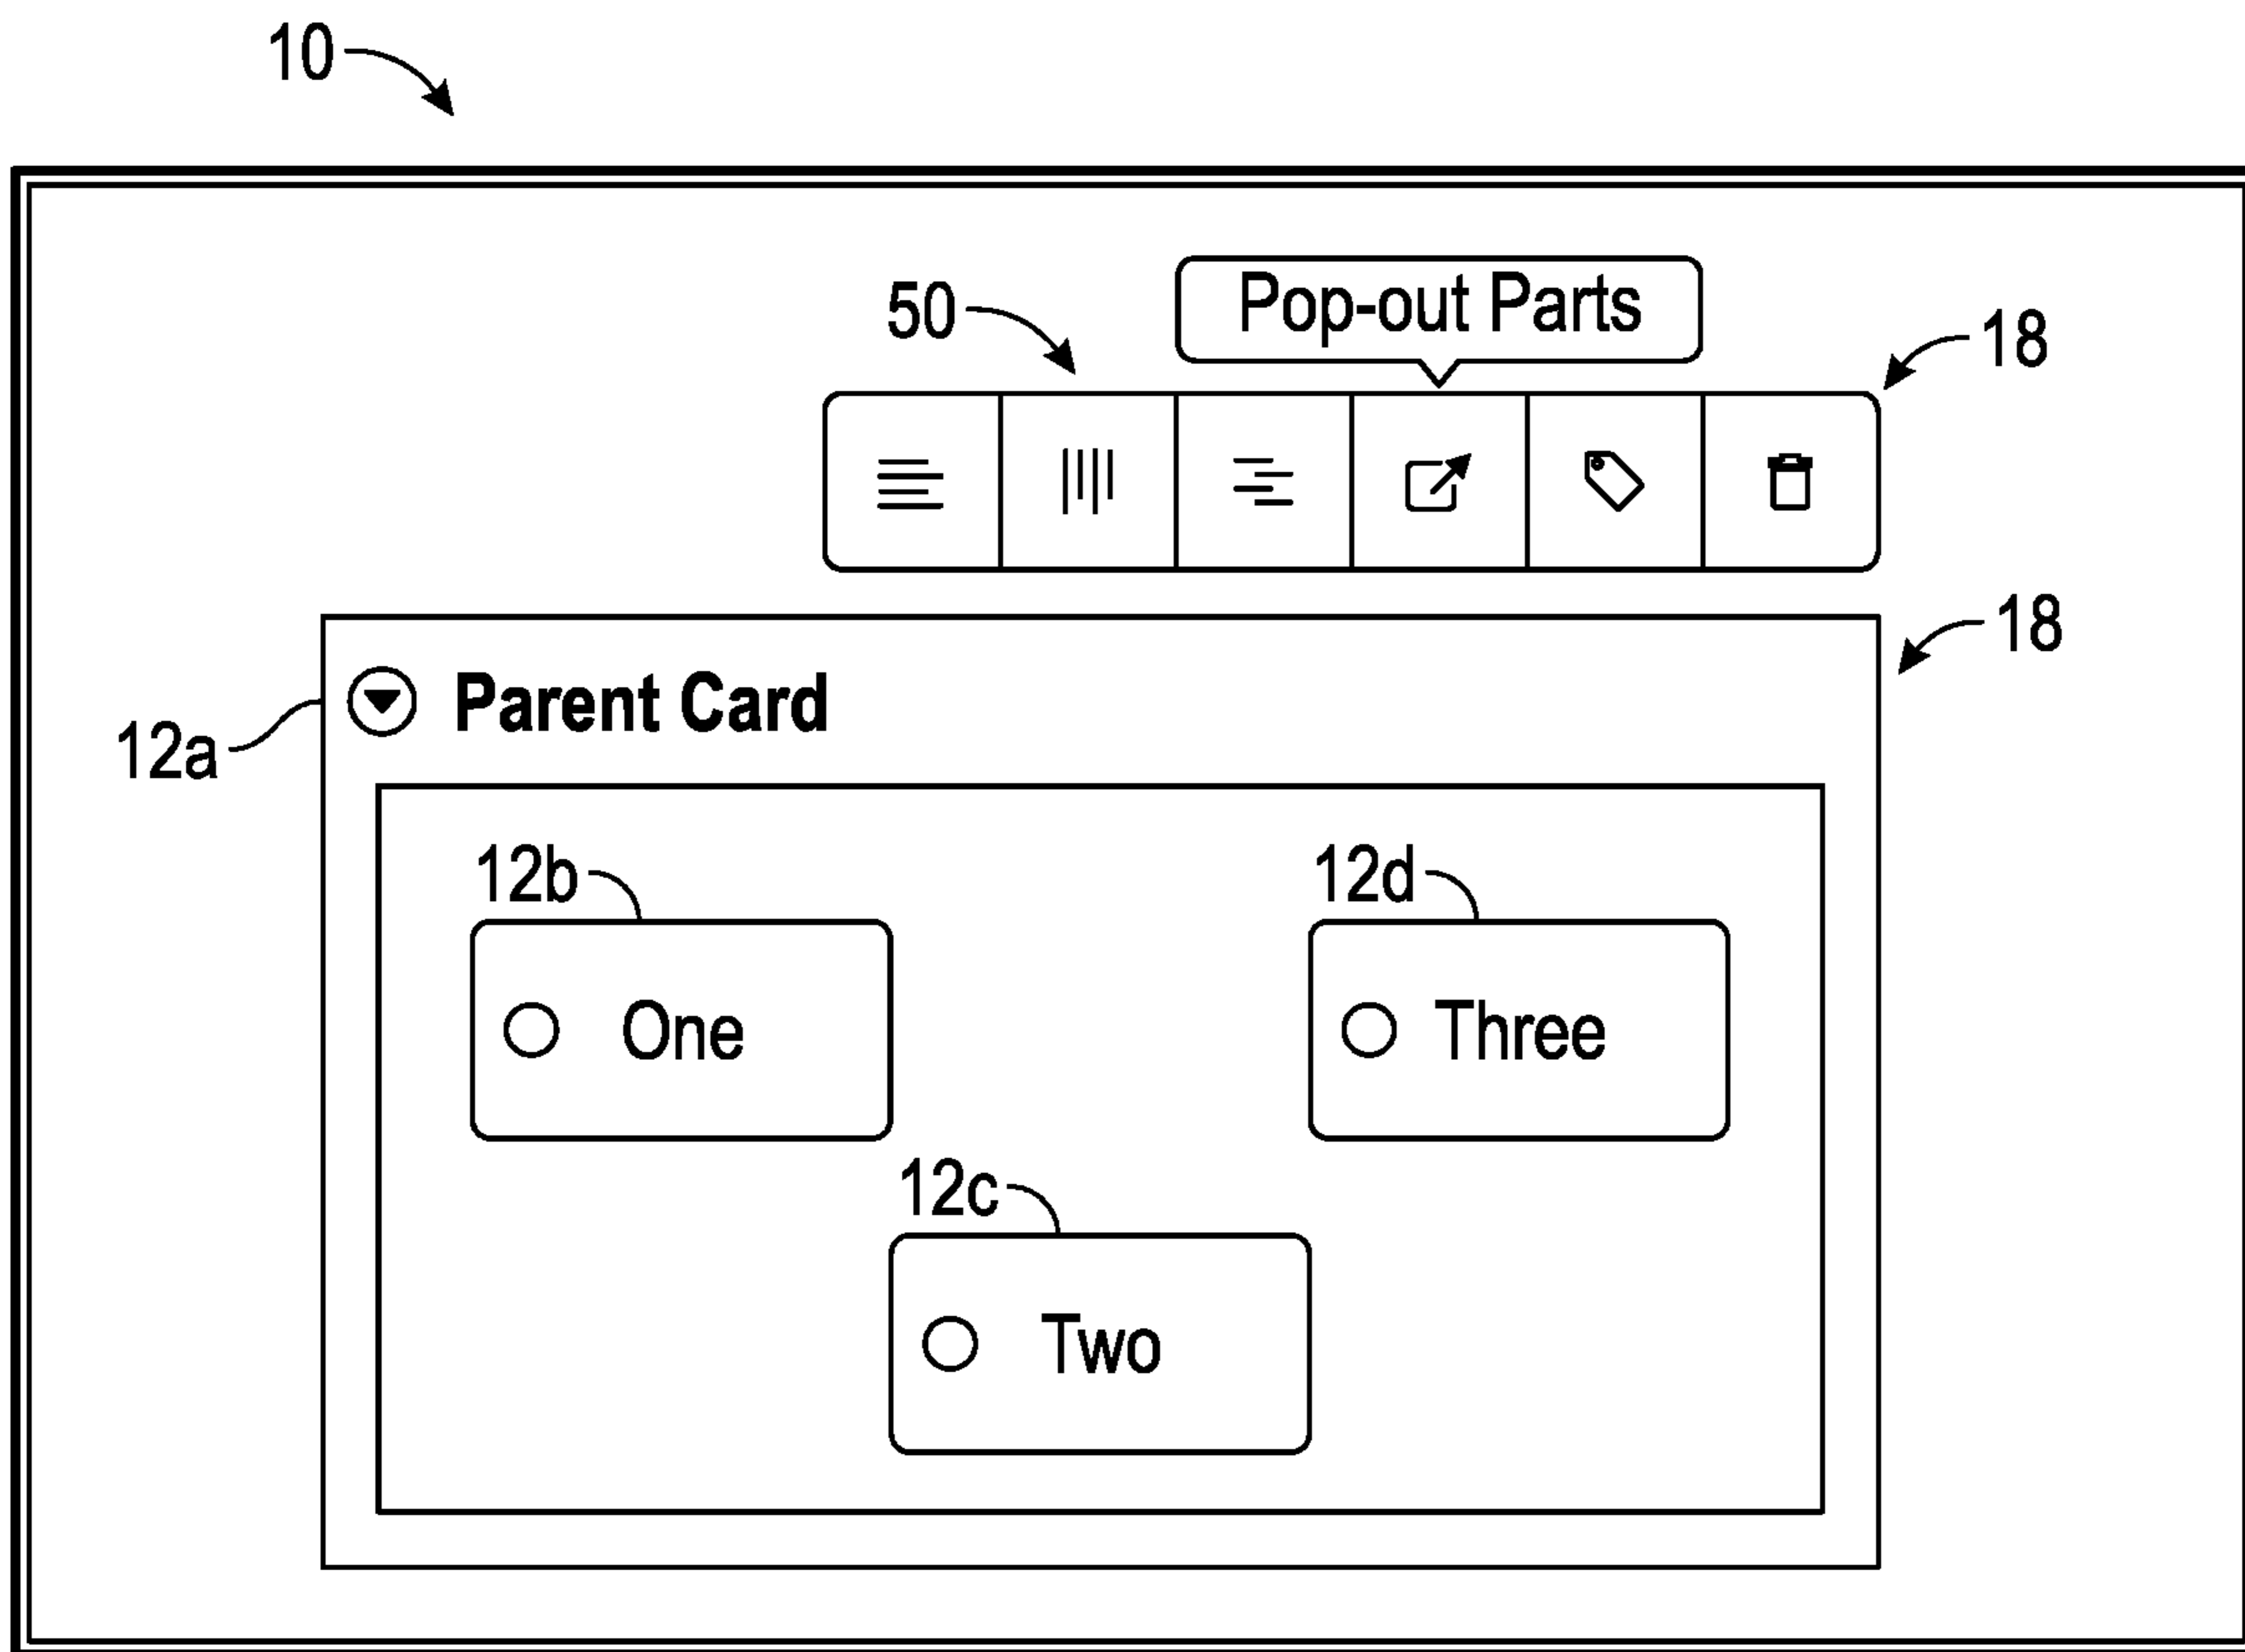 10
Pop-out Parts
50
18
18
Parent Card
12a
12b
12d
One
Three
12c
Two